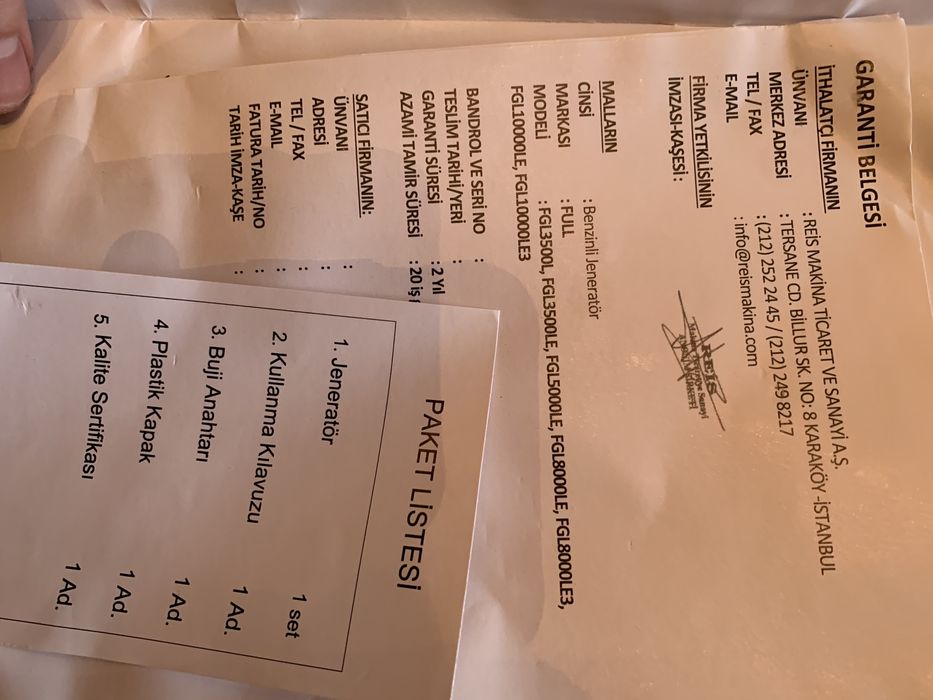 GARANTİ BELGESİ
İTHALATÇI FİRMANIN
ÜNVANI : REİS MAKİNA TİCARET VE SANAYİ A.Ş.
MERKEZ ADRESİ : TERSANE CD. BİLLUR SK. NO: 8 KARAKÖY -İSTANBUL
TEL / FAX : (212) 252 24 45 / (212) 249 8217
E-MAIL : info@reismakina.com
FİRMA YETKİLİSİNİN
İMZASI-KAŞESİ :
REİS
MALLARIN
CİNSİ : Benzinli Jeneratör
MARKASI : FULL
MODELİ : FGL3500L, FGL3500LE, FGL5000LE, FGL8000LE, FGL8000LE3,
FGL10000LE, FGL10000LE3
BANDROL VE SERİ NO :
TESLİM TARİHİ/YERİ :
GARANTİ SÜRESİ : 2 Yıl
AZAMİ TAMİR SÜRESİ : 20 iş
SATICI FİRMANIN:
ÜNVANI :
ADRESİ :
TEL / FAX :
E-MAIL :
FATURA TARİH/NO :
TARİH İMZA-KAŞE :
PAKET LİSTESİ
1. Jeneratör 1 set
2. Kullanma Kılavuzu 1 Ad.
3. Buji Anahtarı 1 Ad.
4. Plastik Kapak 1 Ad.
5. Kalite Sertifikası 1 Ad.